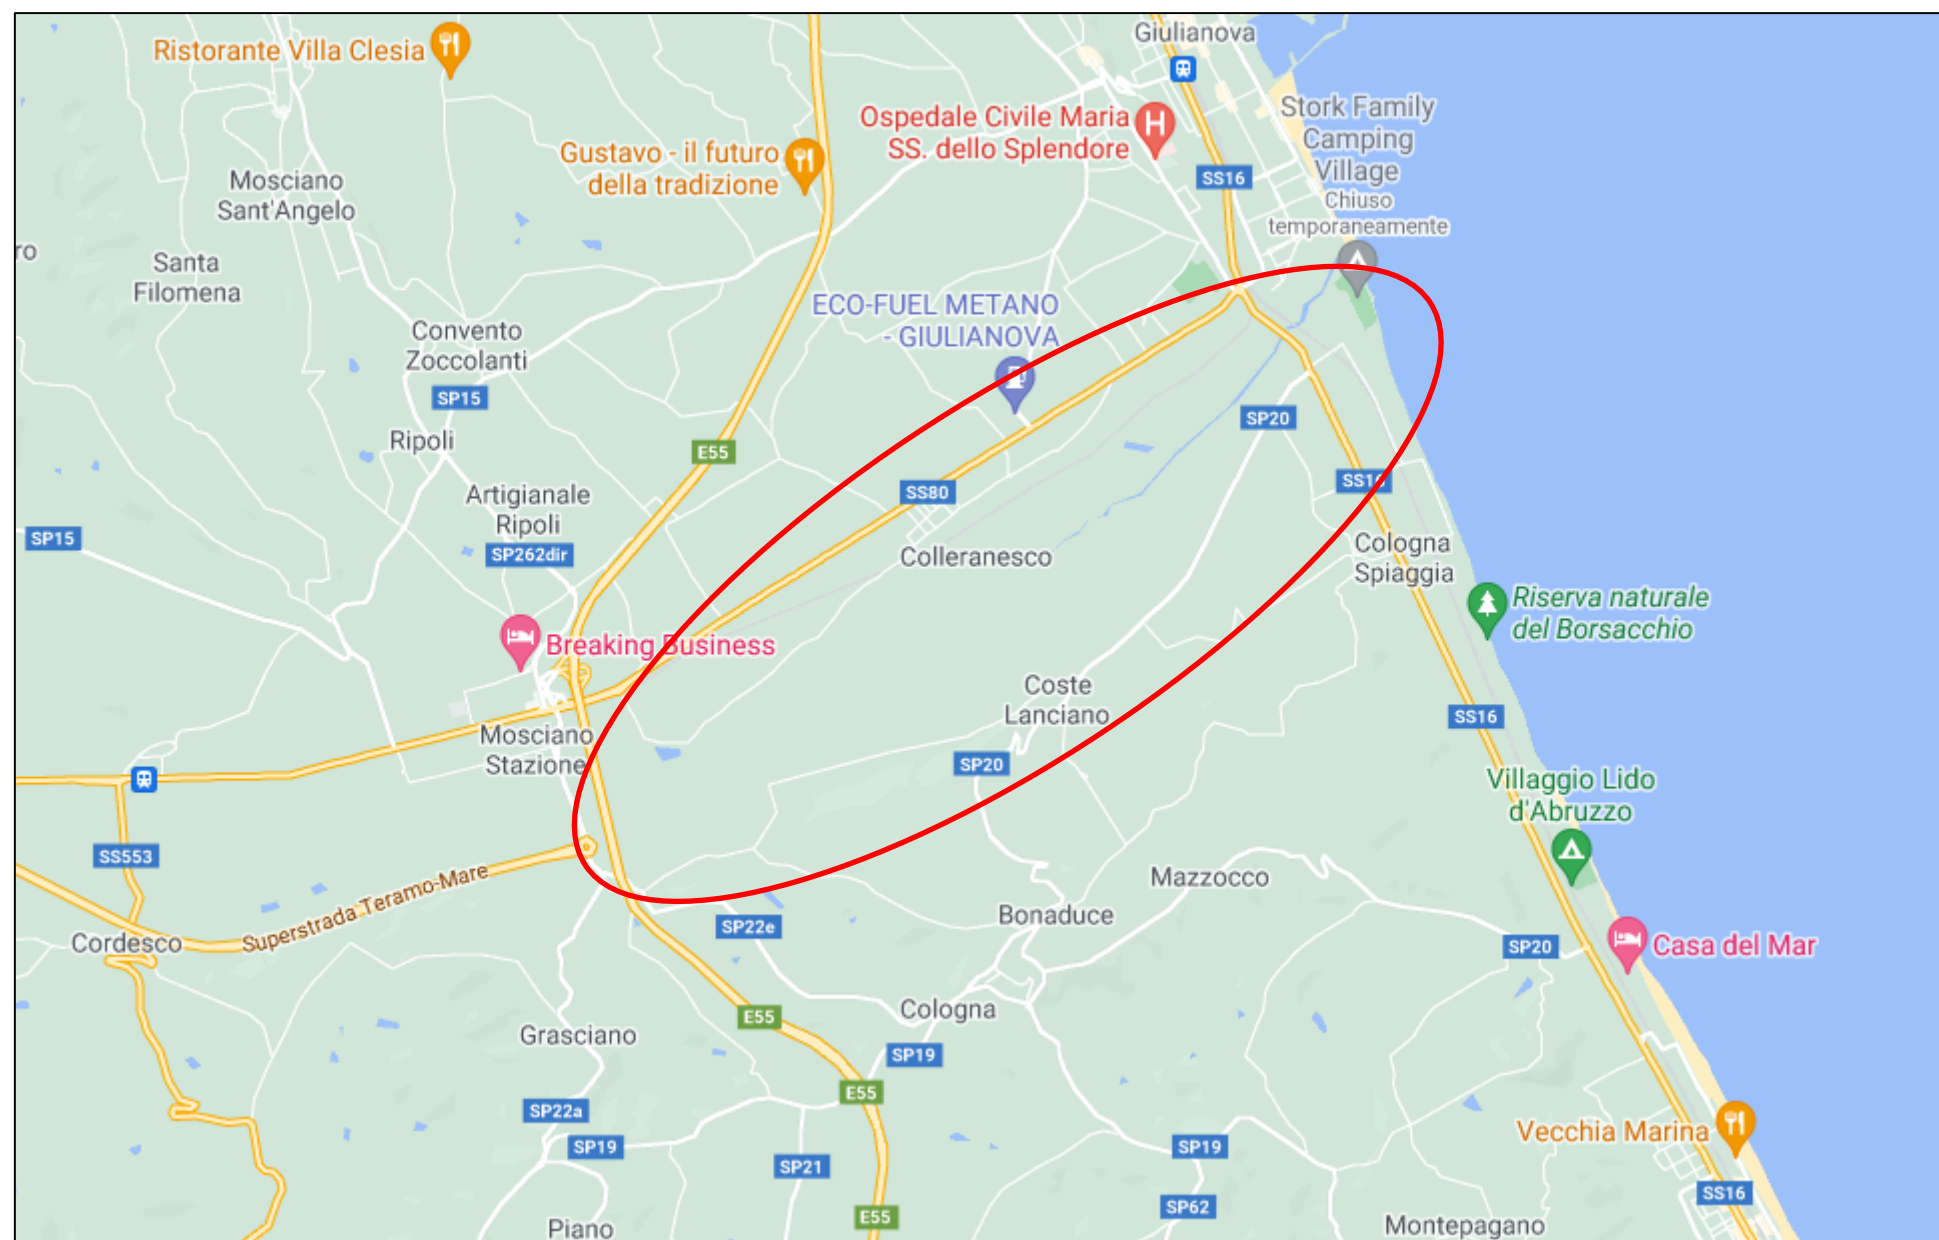 Giulianova
Ristorante Villa Clesia
Stork Family
Camping
Village
Chiuso
temporaneamente
Ospedale Civile Maria
SS. dello Splendore
H
Gustavo - il futuro
della tradizione
SS16
Mosciano
Sant'Angelo
ro
Santa
Filomena
ECO-FUEL METANO
- GIULIANOVA
Convento
Zoccolanti
SP15
SP20
Ripoli
E55
SS80
SS16
Artigianale
Ripoli
SP15
SP262dir
Colleranesco
Cologna
Spiaggia
Riserva naturale
del Borsacchio
Breaking Business
Coste
Lanciano
SS16
Mosciano
Stazione
SP20
Villaggio Lido
d'Abruzzo
SS553
Superstrada Teramo-Mare
Mazzocco
Bonaduce
SP22e
Cordesco
SP20
Casa del Mar
Cologna
E55
Grasciano
SP19
E55
SP22a
SP19
SP21
SP19
Vecchia Marina
SS16
SP62
E55
Piano
Montepagano